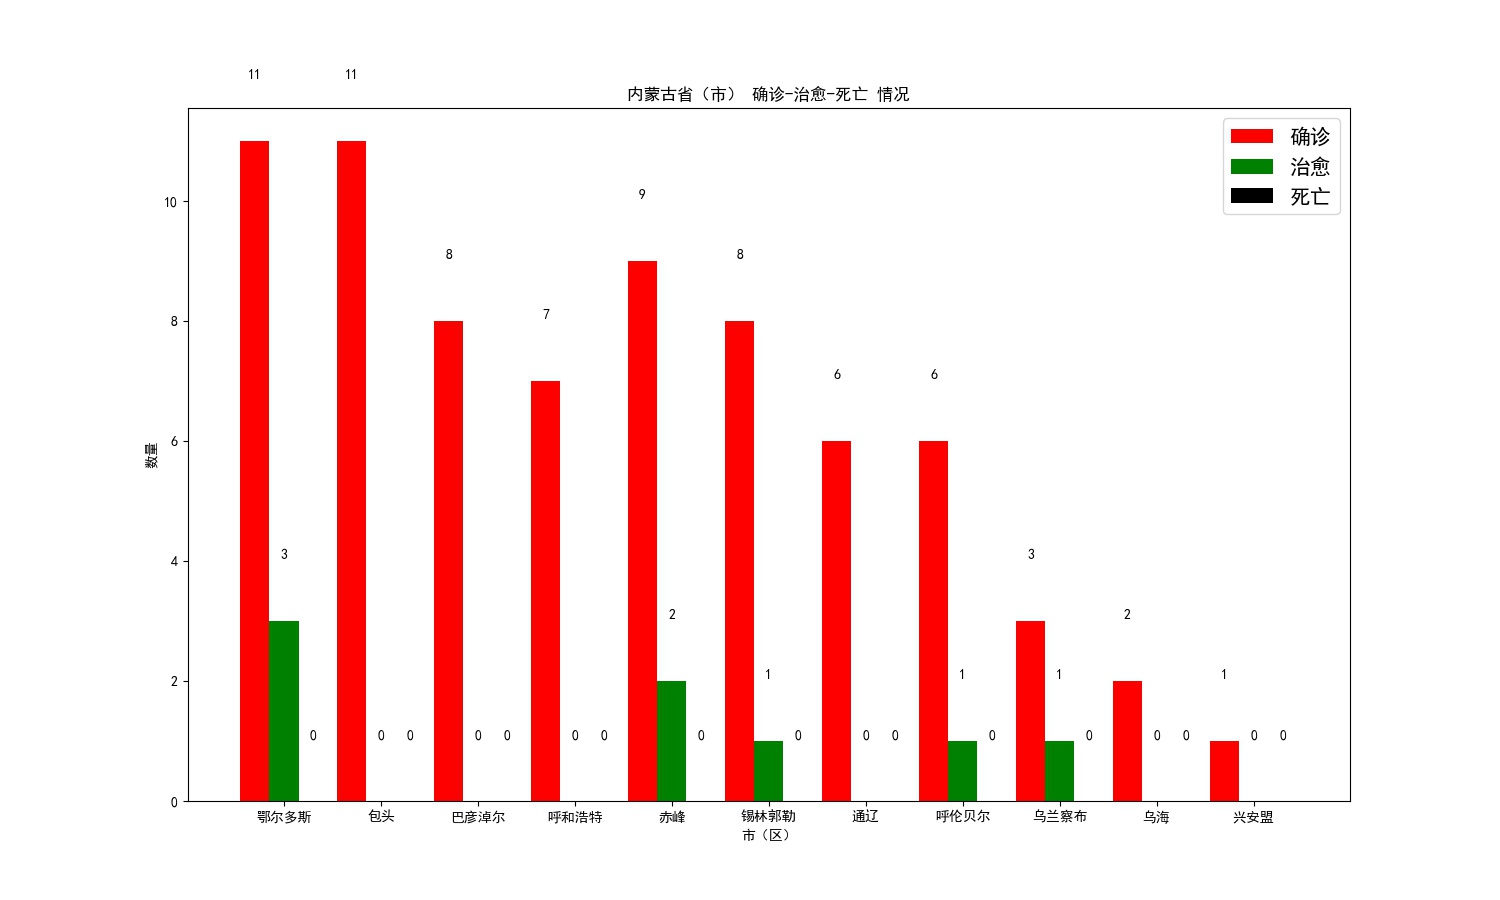 11 11
内蒙古省（市） 确诊-治愈-死亡 情况
确诊
治愈
死亡
10
9
8 8
8
7
6 6
6
数量
4
3 3
2
2 2
1 1 1 1
0 0 0 0 0 0 0 0 0 0 0 0 0 0 0 0 0 0
0
鄂尔多斯 包头 巴彦淖尔 呼和浩特 赤峰 锡林郭勒 通辽 呼伦贝尔 乌兰察布 乌海 兴安盟
市（区）